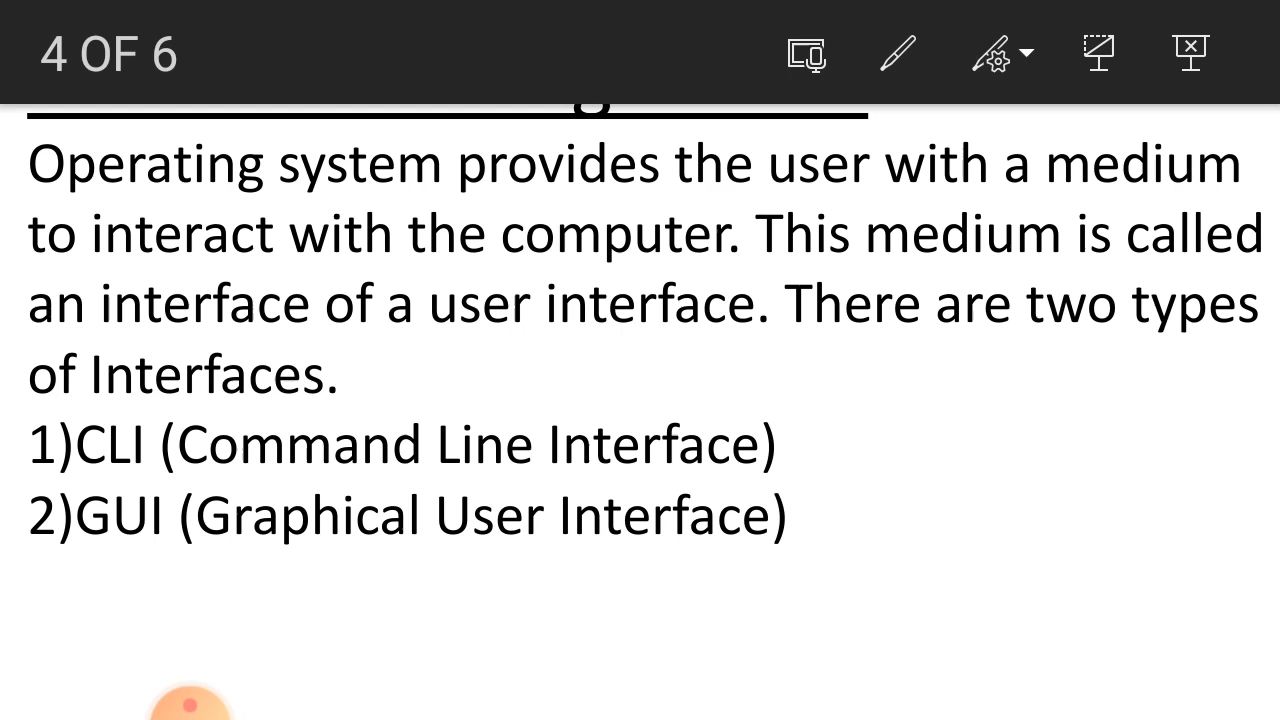 4 OF 6
Operating system provides the user with a medium
to interact with the computer. This medium is called
an interface of a user interface. There are two types
of Interfaces.
1)CLI (Command Line Interface)
2)GUI (Graphical User Interface)